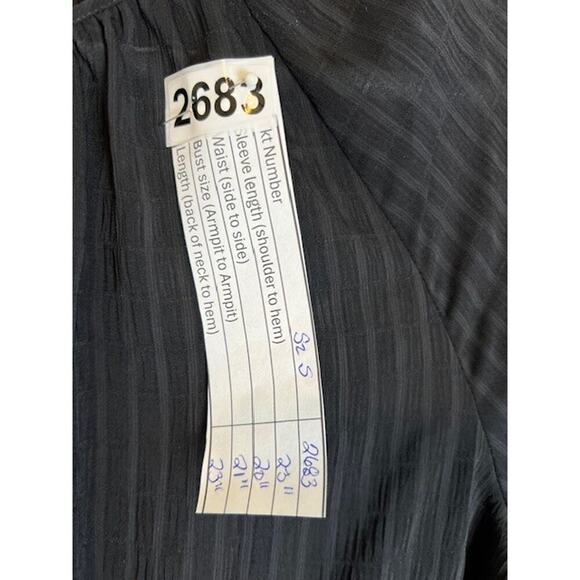 2683
kt Number Sz S 2683
Sleeve length (shoulder to hem) 23"
Waist (side to side) 20"
Bust size (Armpit to Armpit) 21"
Length (back of neck to hem) 23"